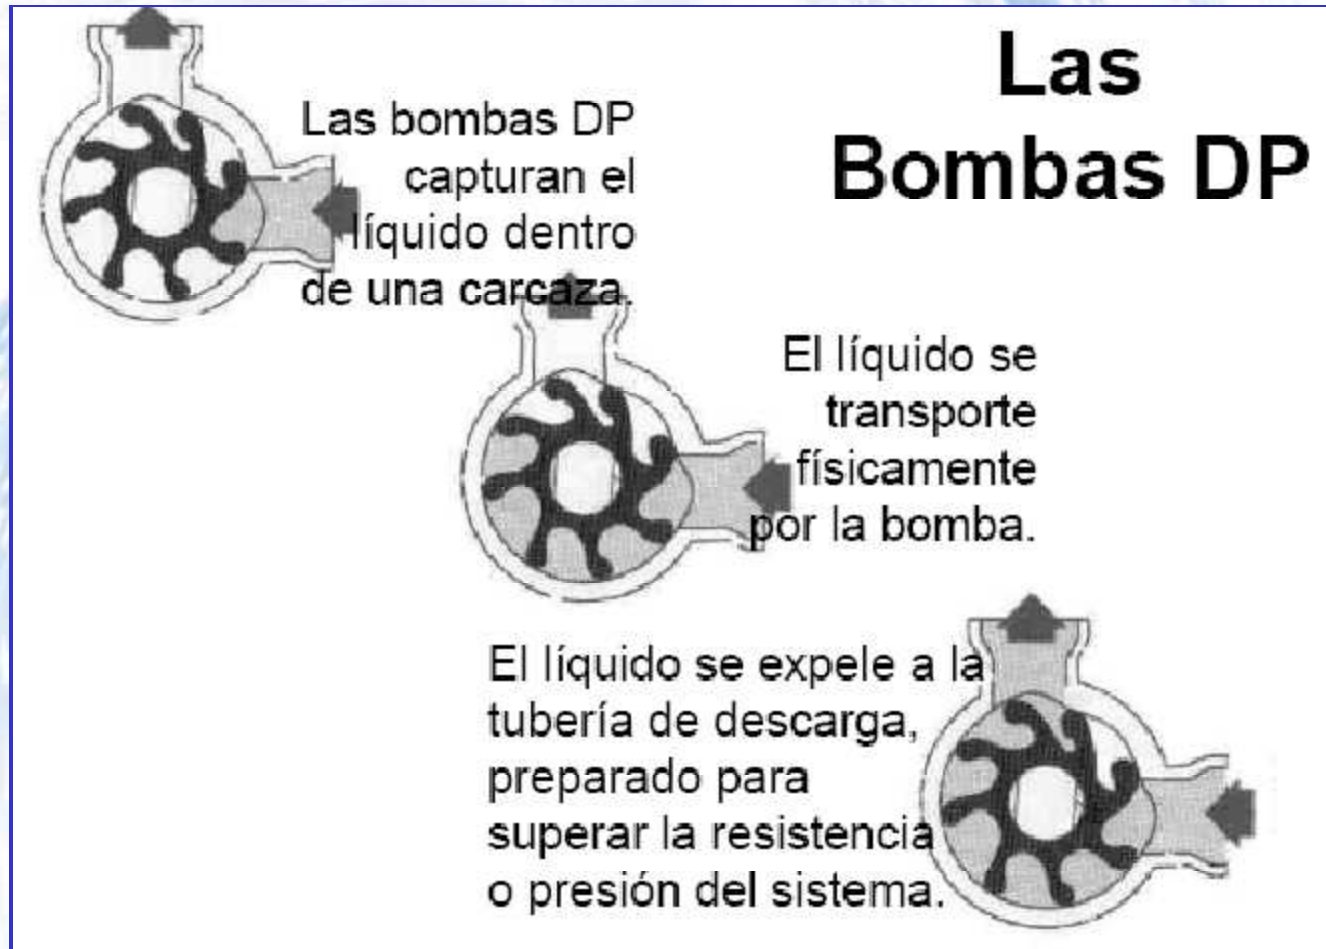 Las
Bombas DP
Las bombas DP
capturan el
líquido dentro
de una carcaza.
El líquido se
transporte
físicamente
por la bomba.
El líquido se expele a la
tubería de descarga,
preparado para
superar la resistencia
o presión del sistema.